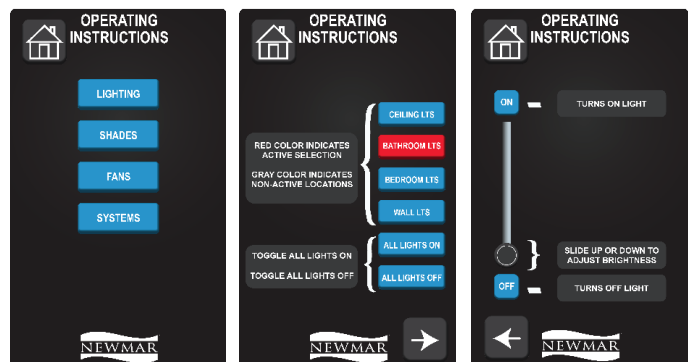 OPERATING
INSTRUCTIONS
LIGHTING
SHADES
FANS
SYSTEMS
NEWMAR
OPERATING
INSTRUCTIONS
CEILING LTS
RED COLOR INDICATES
ACTIVE SELECTION
GRAY COLOR INDICATES
NON-ACTIVE LOCATIONS
BATHROOM LTS
BEDROOM LTS
WALL LTS
TOGGLE ALL LIGHTS ON
TOGGLE ALL LIGHTS OFF
ALL LIGHTS ON
ALL LIGHTS OFF
NEWMAR
OPERATING
INSTRUCTIONS
ON
TURNS ON LIGHT
SLIDE UP OR DOWN TO
ADJUST BRIGHTNESS
OFF
TURNS OFF LIGHT
NEWMAR